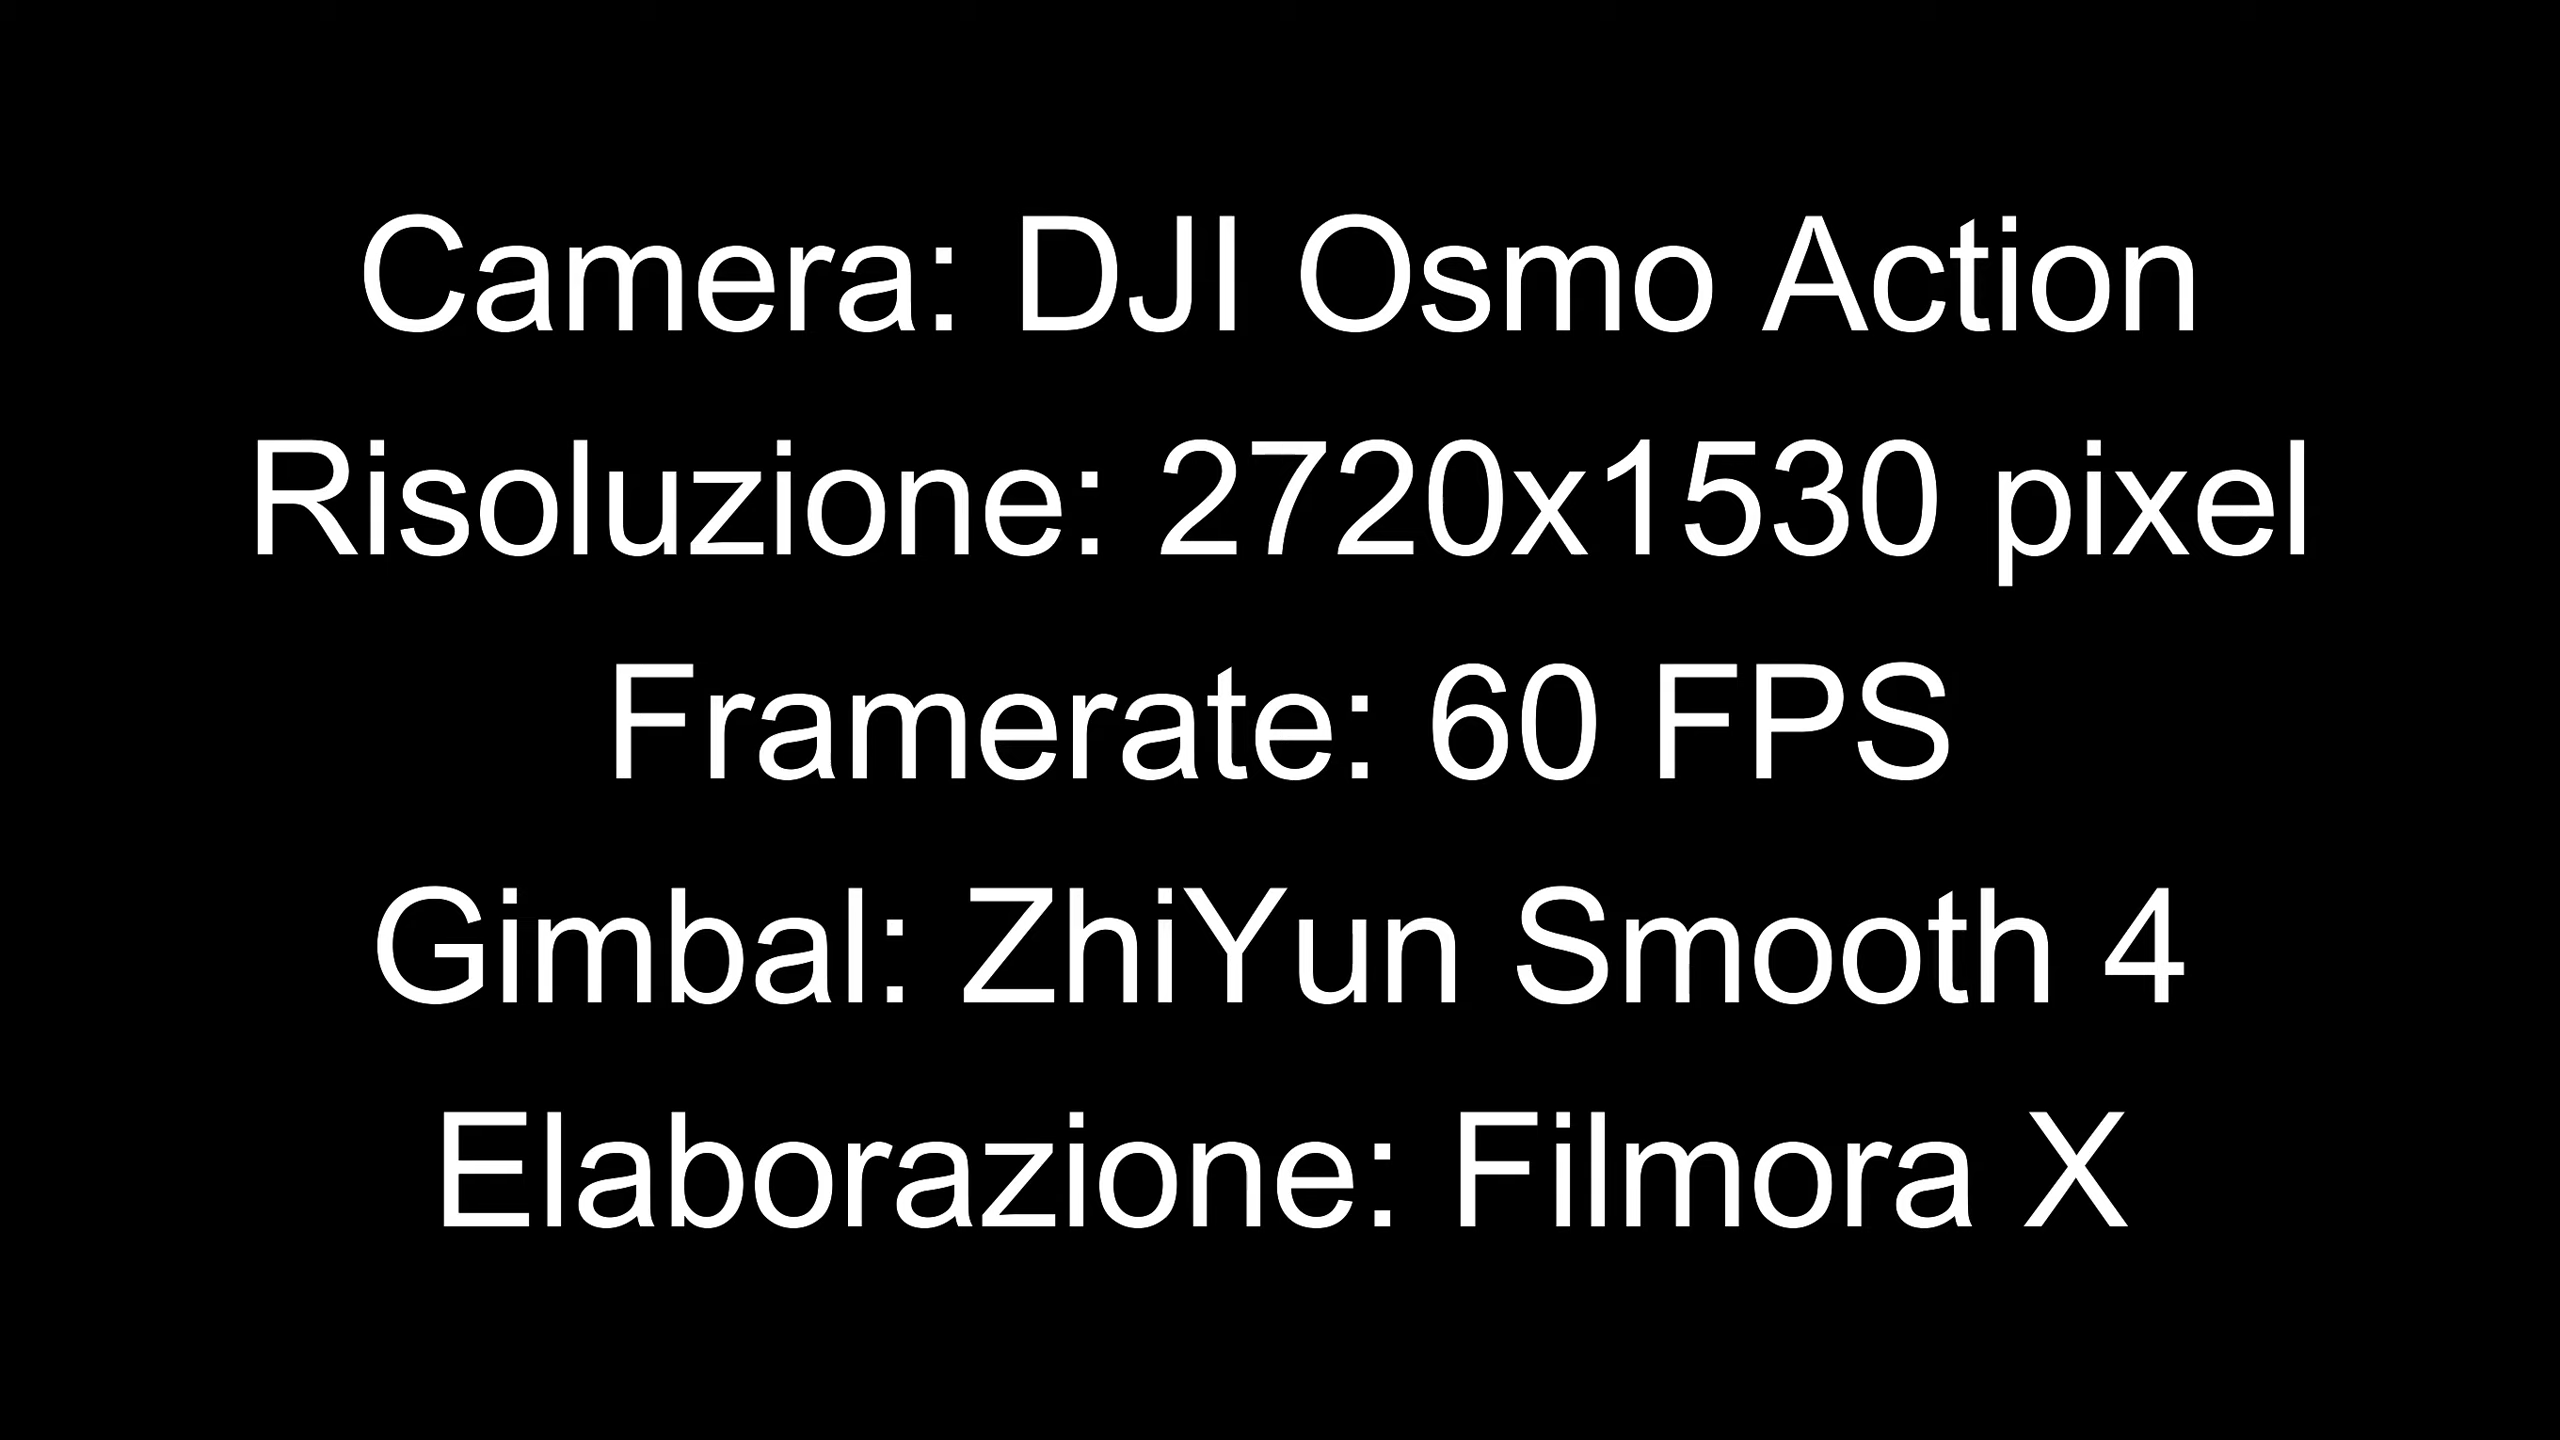 Camera: DJI Osmo Action
Risoluzione: 2720x1530 pixel
Framerate: 60 FPS
Gimbal: ZhiYun Smooth 4
Elaborazione: Filmora X